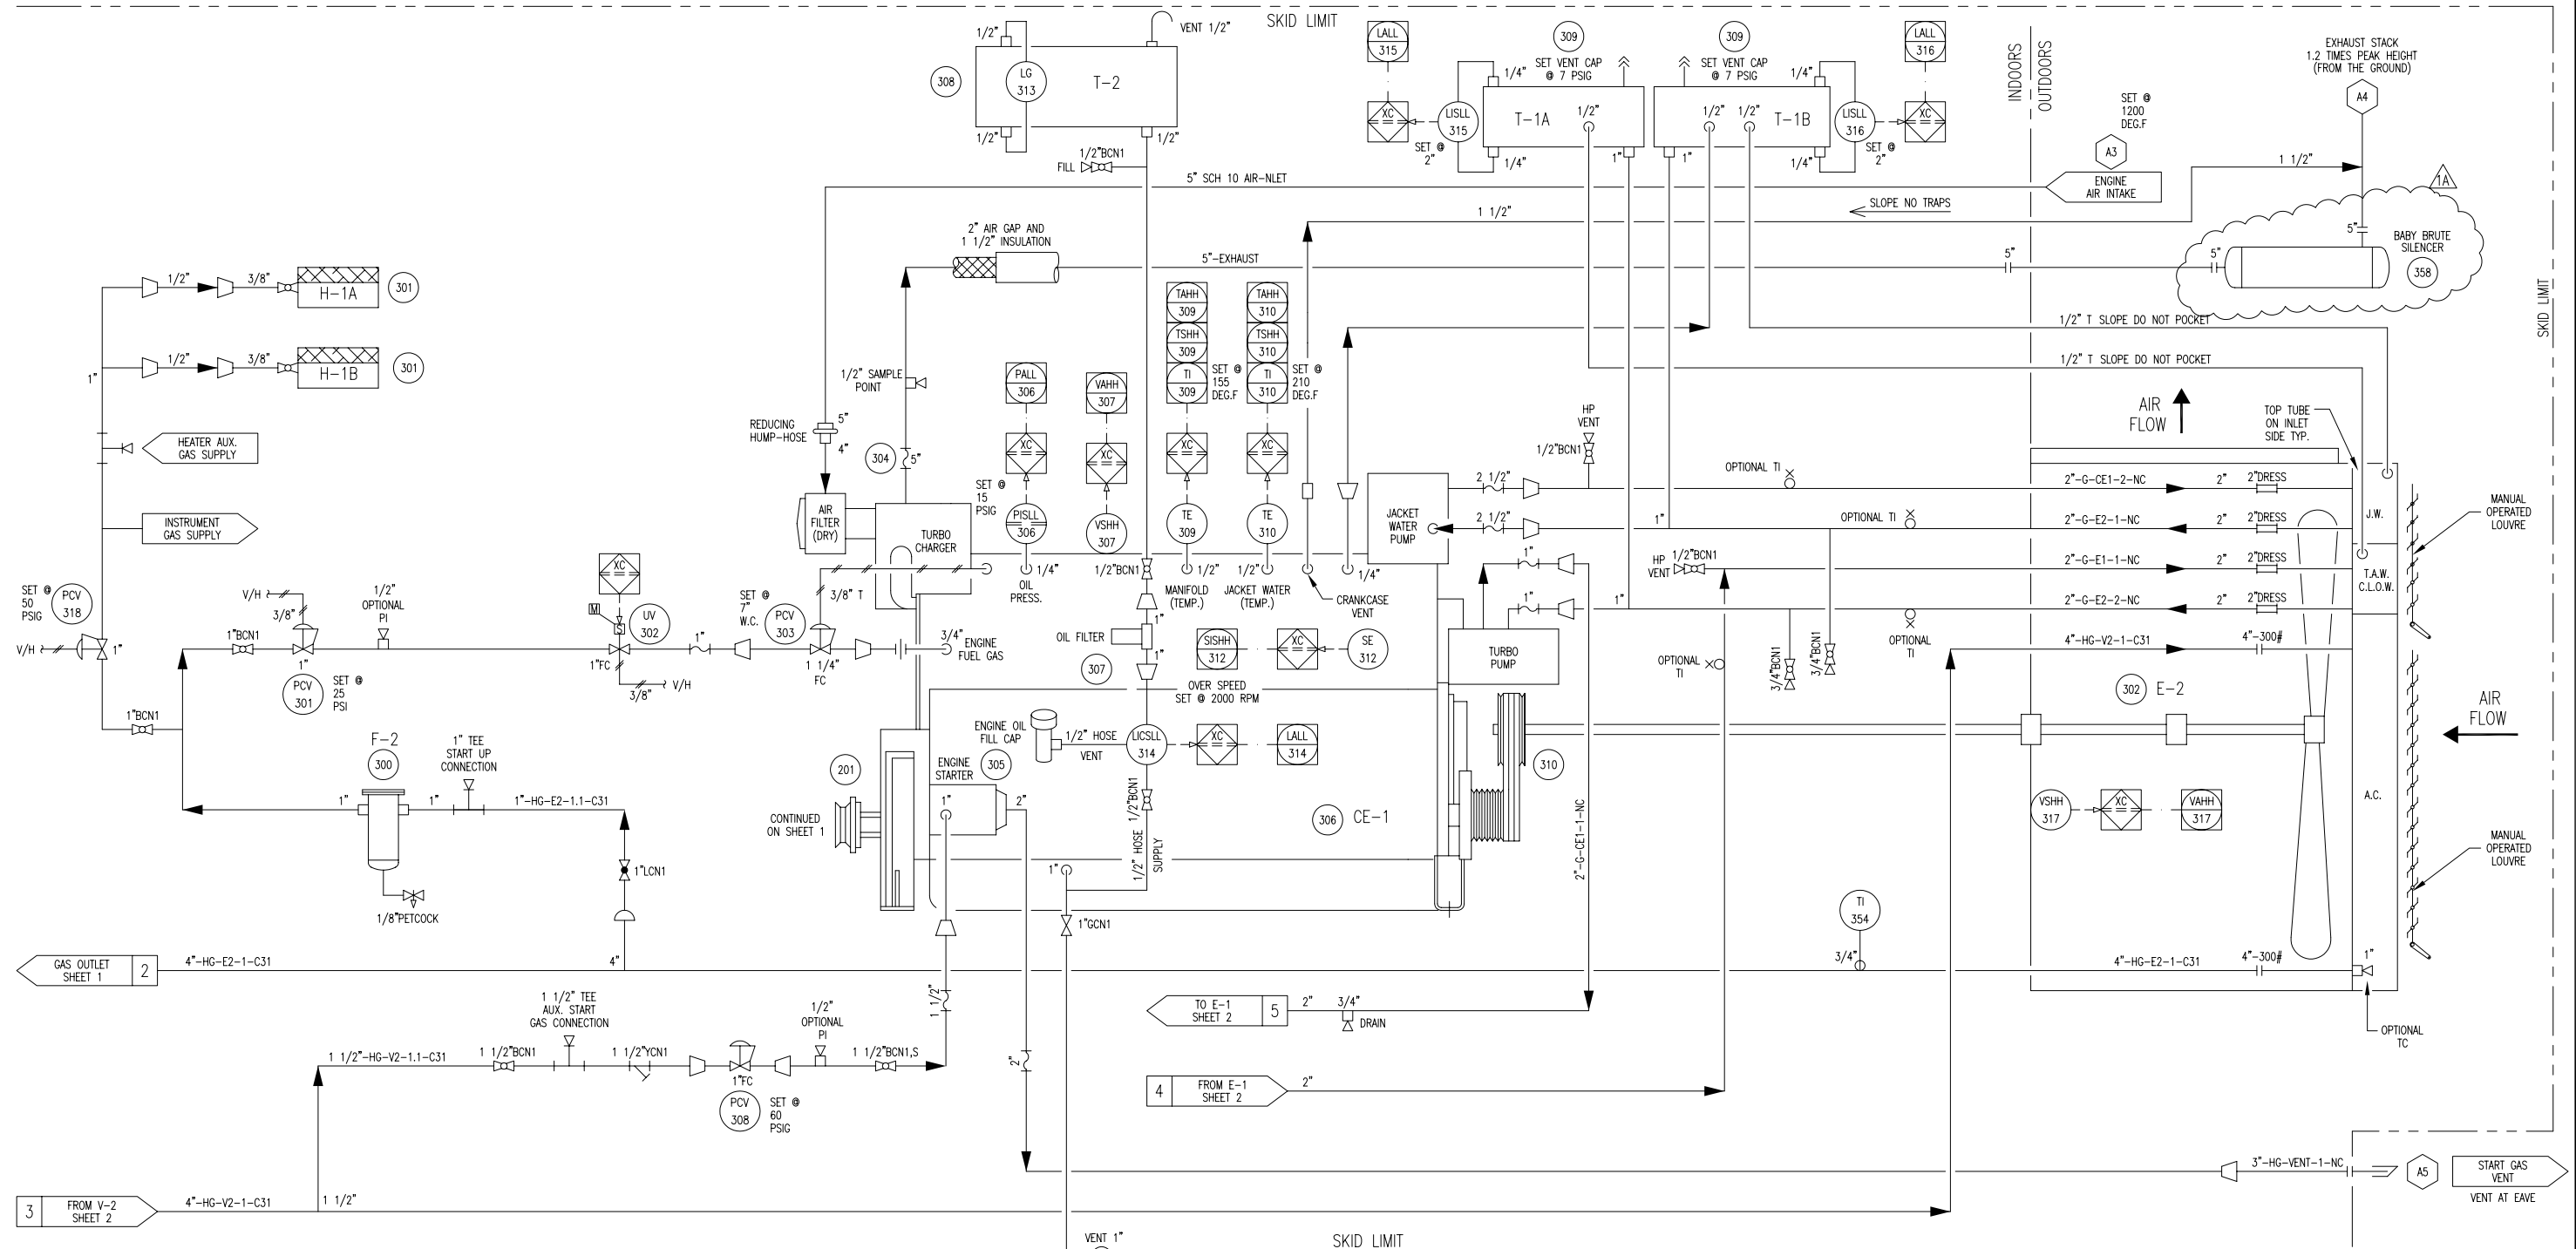 SKID LIMIT
1/2"
VENT 1/2"
308
LG
313
T-2
1/2"
1/2"
1/2"BCN1
FILL
LALL
315
309
SET VENT CAP
@ 7 PSIG
309
SET VENT CAP
@ 7 PSIG
LALL
316
XC
LISLL
315
SET @
2"
1/4"
1/4"
T-1A
1/2"
1"
1/2"
1/2"
T-1B
1"
1/4"
1/4"
LISLL
316
SET @
2"
XC
INDOORS
OUTDOORS
EXHAUST STACK
1.2 TIMES PEAK HEIGHT
(FROM THE GROUND)
A4
SET @
1200
DEG.F
A3
ENGINE
AIR INTAKE
1 1/2"
1A
5" SCH 10 AIR-NLET
1 1/2"
SLOPE NO TRAPS
2" AIR GAP AND
1 1/2" INSULATION
5"-EXHAUST
5"
5"
5"
BABY BRUTE
SILENCER
358
SKID LIMIT
1/2"
3/8"
H-1A
301
1/2"
3/8"
H-1B
301
1"
HEATER AUX.
GAS SUPPLY
INSTRUMENT
GAS SUPPLY
SET @
50
PSIG
PCV
318
V/H
1"
1/2" SAMPLE
POINT
REDUCING
HUMP-HOSE
5"
4"
304
5"
AIR
FILTER
(DRY)
TURBO
CHARGER
PALL
306
XC
SET @
15
PSIG
PISLL
306
1/4"
OIL
PRESS.
VAHH
307
XC
VSHH
307
TAHH
309
TSHH
309
TI
309
SET @
155
DEG.F
XC
TE
309
1/2"
MANIFOLD
(TEMP.)
TAHH
310
TSHH
310
TI
310
SET @
210
DEG.F
XC
TE
310
1/2"
JACKET WATER
(TEMP.)
CRANKCASE
VENT
1/4"
1/2"BCN1
1"
OIL FILTER
307
1"
JACKET
WATER
PUMP
2 1/2"
2 1/2"
HP
VENT
1/2"BCN1
OPTIONAL TI
OPTIONAL TI
1"
1/2" T SLOPE DO NOT POCKET
1/2" T SLOPE DO NOT POCKET
AIR
FLOW
TOP TUBE
ON INLET
SIDE TYP.
2"-G-CE1-2-NC
2"
2"DRESS
2"-G-E2-1-NC
2"
2"DRESS
2"-G-E1-1-NC
2"
2"DRESS
2"-G-E2-2-NC
2"
2"DRESS
4"-HG-V2-1-C31
4"-300#
J.W.
T.A.W.
C.L.O.W.
A.C.
MANUAL
OPERATED
LOUVRE
HP
VENT
1/2"BCN1
1"
1"
1"
TURBO
PUMP
OPTIONAL
TI
3/4"BCN1
3/4"BCN1
OPTIONAL
TI
V/H
3/8"
1/2"
OPTIONAL
PI
1"BCN1
1"
PCV
301
SET @
25
PSI
XC
M
S
UV
302
1"FC
3/8"
V/H
1"
SET @
7"
W.C.
PCV
303
3/8" T
1 1/4"
FC
3/4"
ENGINE
FUEL GAS
1"BCN1
F-2
300
1" TEE
START UP
CONNECTION
1"
1"
1"-HG-E2-1.1-C31
1/8"PETCOCK
1"LCN1
SISHH
312
XC
SE
312
OVER SPEED
SET @ 2000 RPM
ENGINE OIL
FILL CAP
305
1/2" HOSE
VENT
LICSLL
314
XC
LALL
314
201
ENGINE
STARTER
1"
2"
CONTINUED
ON SHEET 1
1/2"BCN1
1/2" HOSE
SUPPLY
306
CE-1
310
2"-G-CE1-1-NC
302
E-2
VSHH
317
XC
VAHH
317
AIR
FLOW
MANUAL
OPERATED
LOUVRE
1"
1"GCN1
TI
354
3/4"
GAS OUTLET
SHEET 1
2
4"-HG-E2-1-C31
4"
4"-HG-E2-1-C31
4"-300#
1"
OPTIONAL
TC
TO E-1
SHEET 2
5
2"
3/4"
DRAIN
1 1/2" TEE
AUX. START
GAS CONNECTION
1/2"
OPTIONAL
PI
1 1/2"
1 1/2"-HG-V2-1.1-C31
1 1/2"BCN1
1 1/2"YCN1
1"FC
PCV
308
SET @
60
PSIG
1 1/2"BCN1,S
2"
4
FROM E-1
SHEET 2
2"
3"-HG-VENT-1-NC
A5
START GAS
VENT
VENT AT EAVE
3
FROM V-2
SHEET 2
4"-HG-V2-1-C31
1 1/2"
VENT 1"
SKID LIMIT